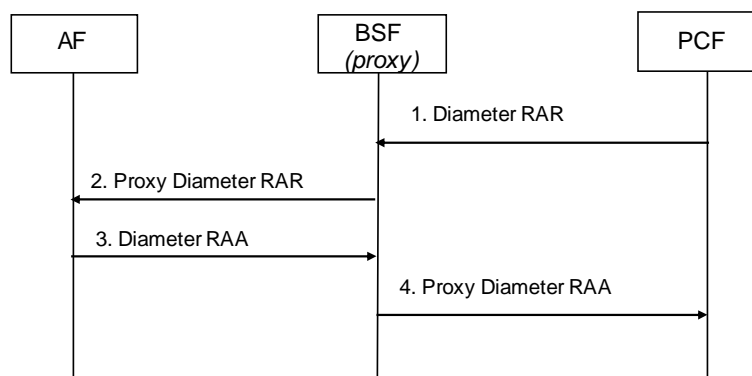 AF
BSF
(proxy)
PCF
1. Diameter RAR
2. Proxy Diameter RAR
3. Diameter RAA
4. Proxy Diameter RAA